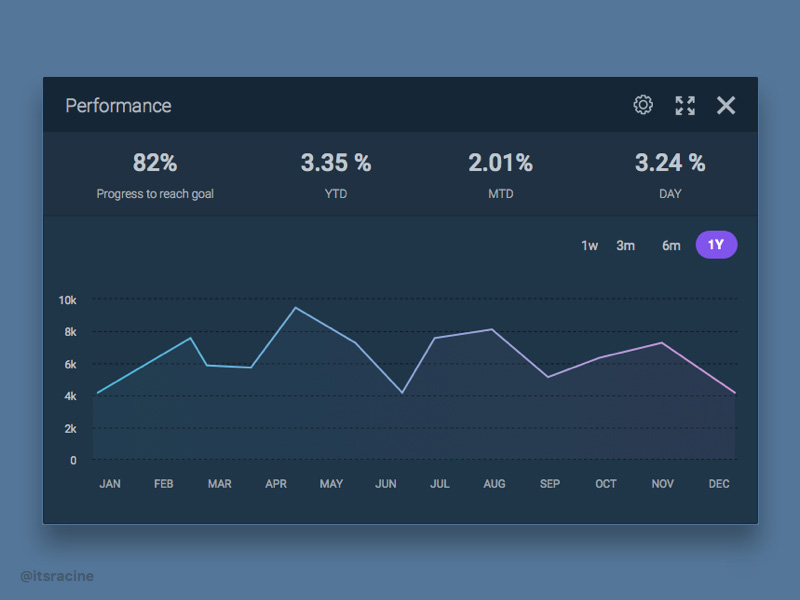 Performance
82% 3.35 % 2.01% 3.24 %
Progress to reach goal YTD MTD DAY
1w 3m 6m 1Y
10k
8k
6k
4k
2k
0
JAN FEB MAR APR MAY JUN JUL AUG SEP OCT NOV DEC
@itsracine